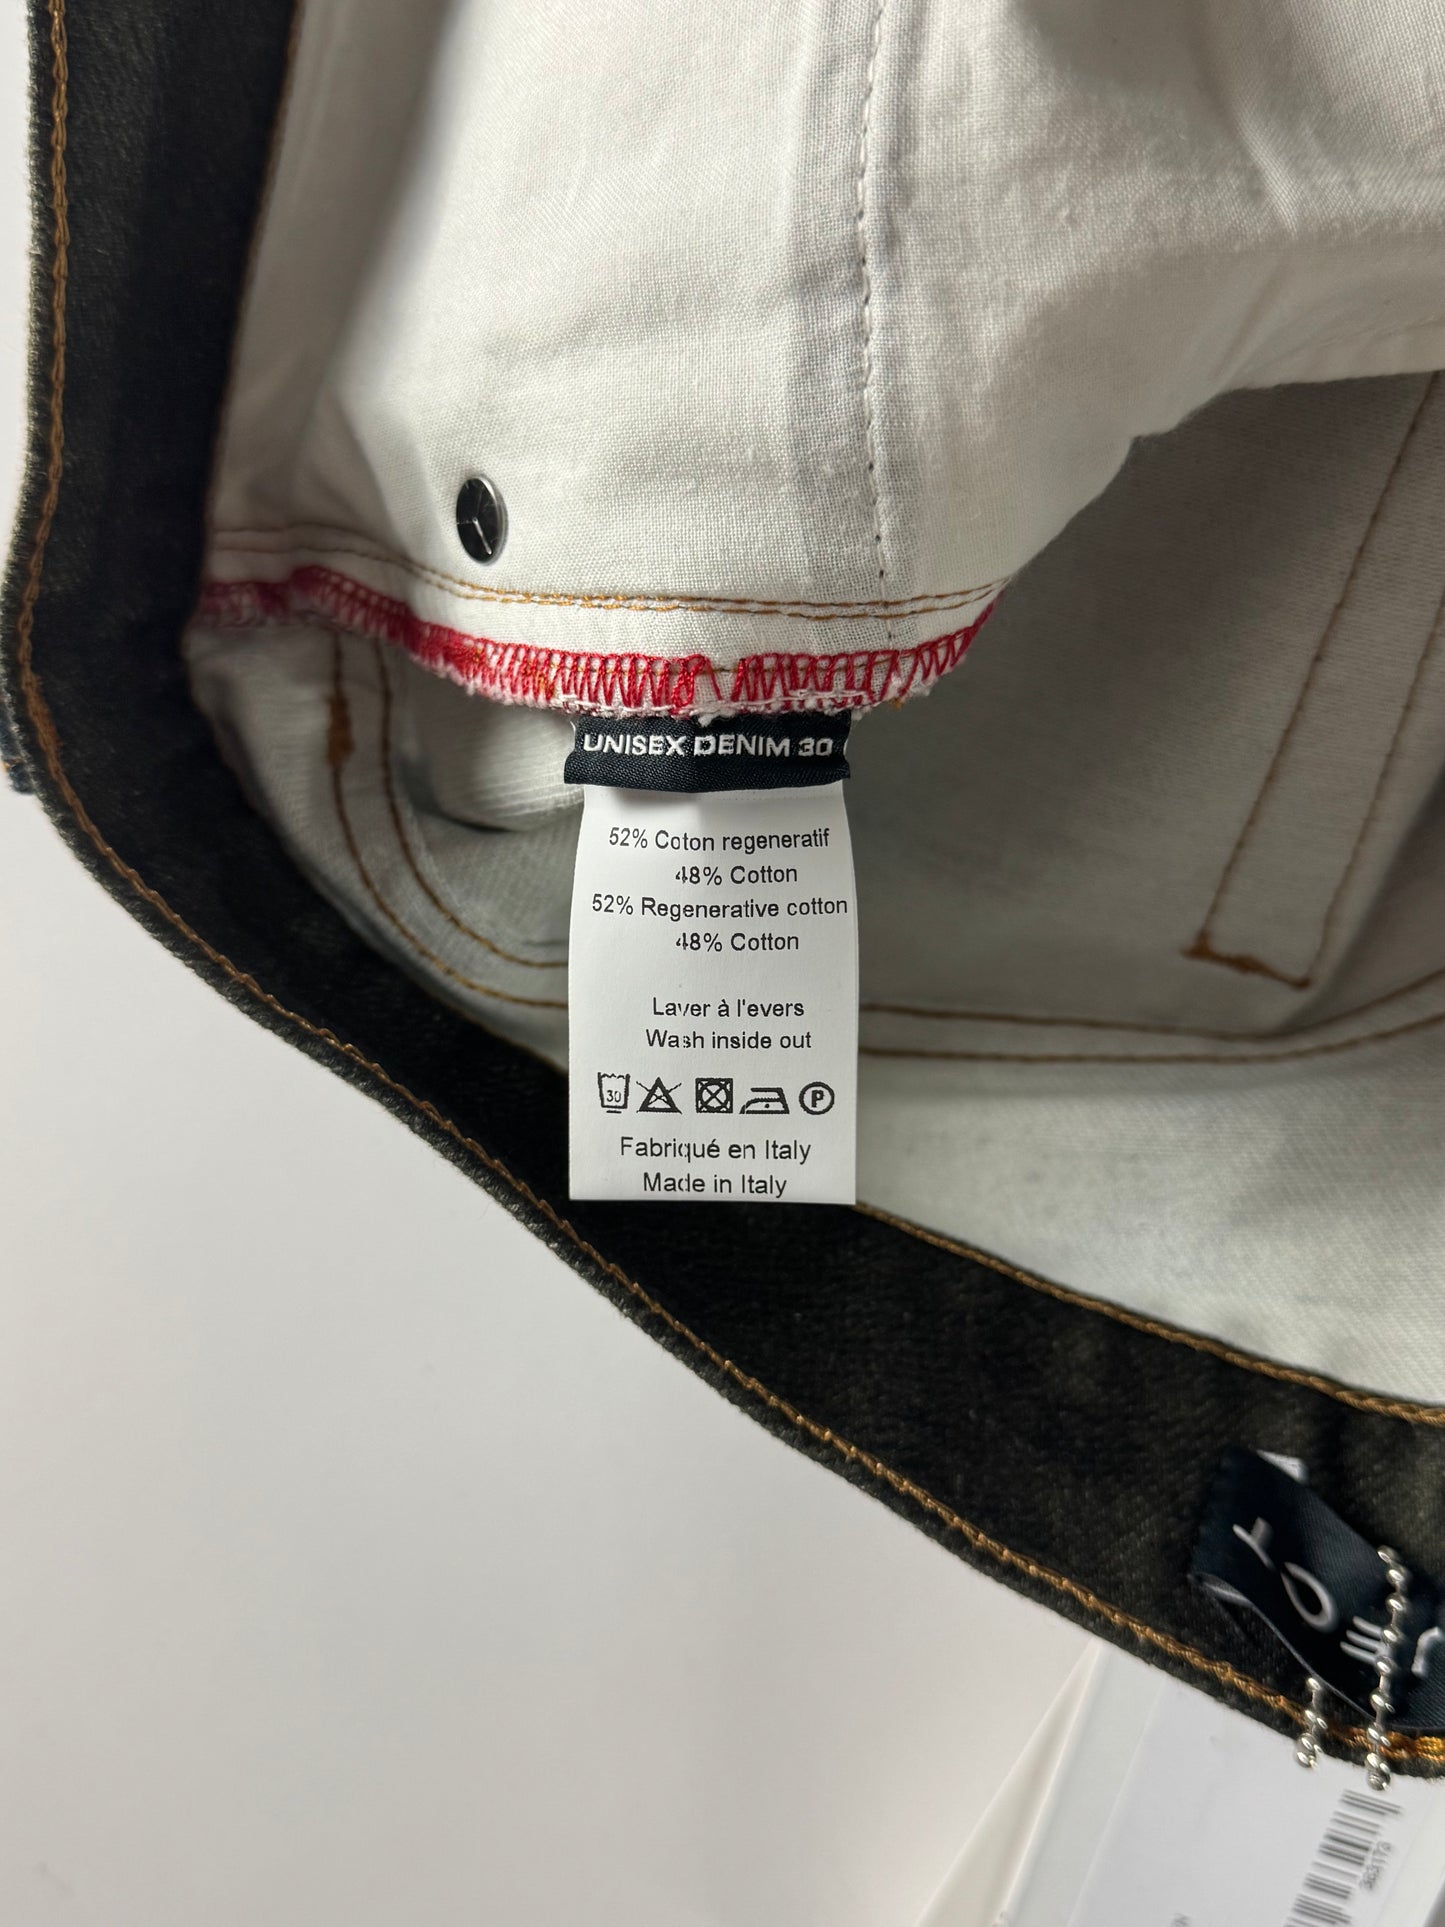 UNISEX DENIM 30
52% Coton regeneratif
48% Cotton
52% Regenerative cotton
48% Cotton
Laver à l'evers
Wash inside out
30
P
Fabriqué en Italy
Made in Italy